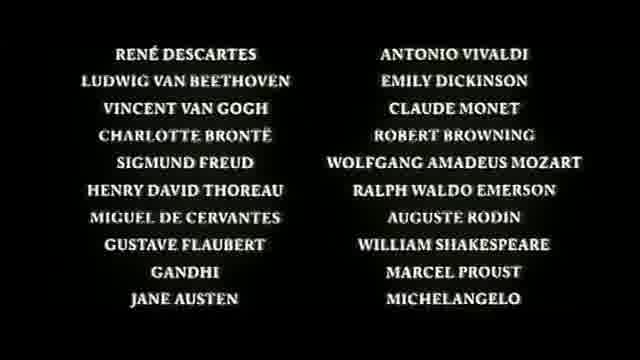 RENÉ DESCARTES
LUDWIG VAN BEETHOVEN
VINCENT VAN GOGH
CHARLOTTE BRONTË
SIGMUND FREUD
HENRY DAVID THOREAU
MIGUEL DE CERVANTES
GUSTAVE FLAUBERT
GANDHI
JANE AUSTEN
ANTONIO VIVALDI
EMILY DICKINSON
CLAUDE MONET
ROBERT BROWNING
WOLFGANG AMADEUS MOZART
RALPH WALDO EMERSON
AUGUSTE RODIN
WILLIAM SHAKESPEARE
MARCEL PROUST
MICHELANGELO